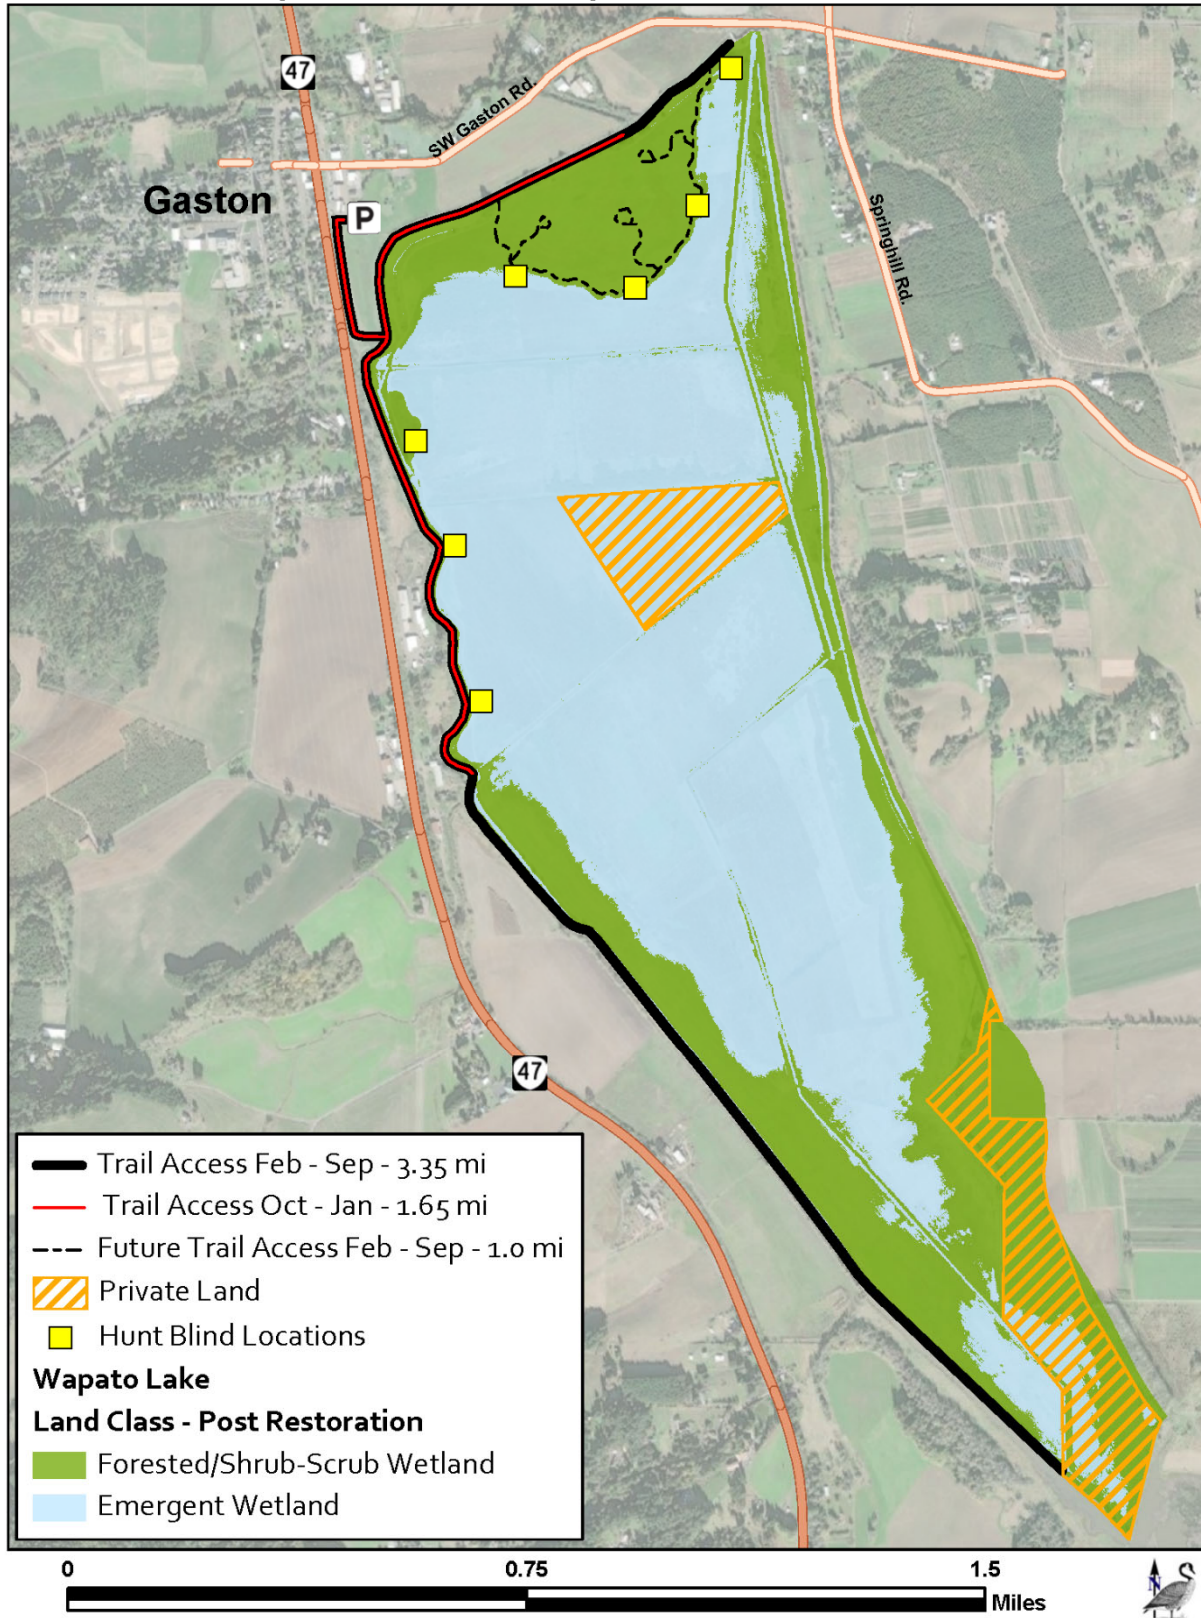 47
SW Gaston Rd.
Gaston
P
Springhill Rd.
47
Trail Access Feb - Sep - 3.35 mi
Trail Access Oct - Jan - 1.65 mi
Future Trail Access Feb - Sep - 1.0 mi
Private Land
Hunt Blind Locations
Wapato Lake
Land Class - Post Restoration
Forested/Shrub-Scrub Wetland
Emergent Wetland
0 0.75 1.5
Miles
N